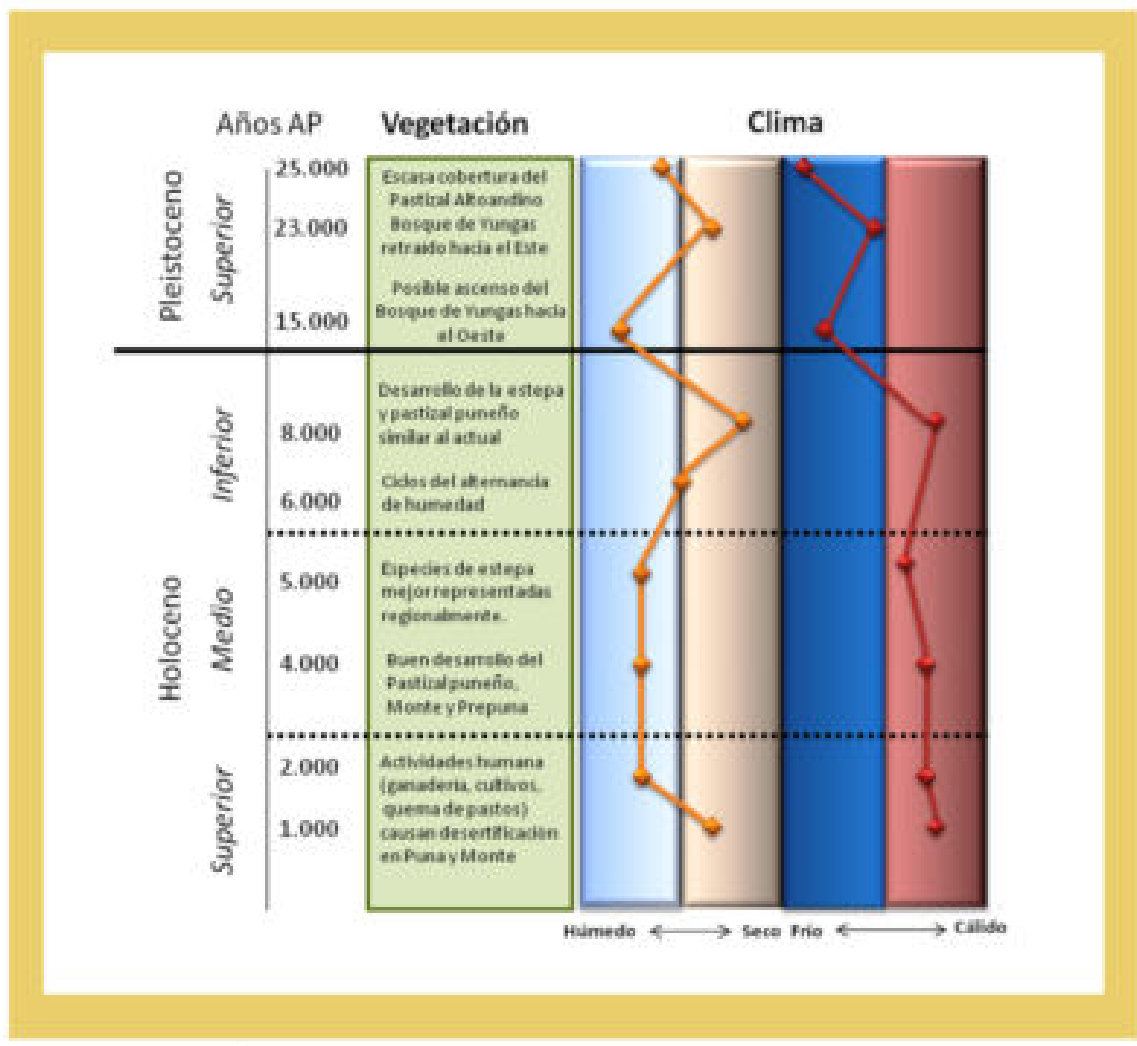 Años AP
Vegetación
Clima
Pleistoceno
Superior
25.000
23.000
15.000
Escasa cobertura del
Pastizal Altoandino
Bosque de Yungas
retraido hacia el Este
Posible ascenso del
Bosque de Yungas hacia
el Oeste
Holoceno
Inferior
8.000
6.000
Desarrollo de la estepa
y pastizal puneño
similar al actual
Ciclos del alternancia
de humedad
Medio
5.000
4.000
Especies de estepa
mejor representadas
regionalmente.
Buen desarrollo del
Pastizal puneño,
Monte y Prepuna
Superior
2.000
1.000
Actividades humana
(ganadería, cultivos,
quema de pastos)
causan desertificación
en Puna y Monte
Húmedo
Seco
Frío
Cálido